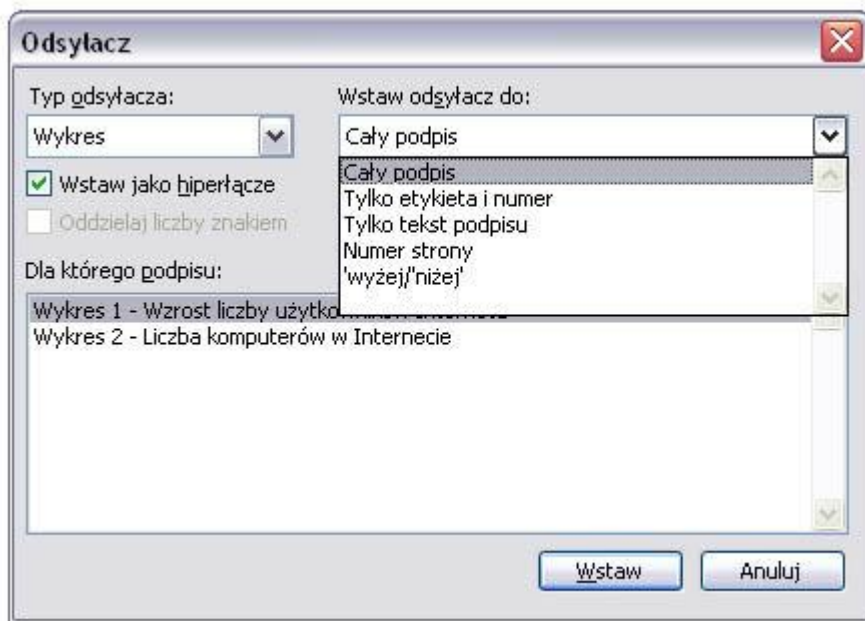 Odsyłacz
Typ odsyłacza:
Wstaw odsyłacz do:
Wykres
Cały podpis
Wstaw jako hiperłącze
Oddzielaj liczby znakiem
Cały podpis
Tylko etykieta i numer
Tylko tekst podpisu
Numer strony
'wyżej/'niżej'
Dla którego podpisu:
Wykres 1 - Wzrost liczby
Wykres 2 - Liczba komputerów w Internecie
Wstaw
Anuluj